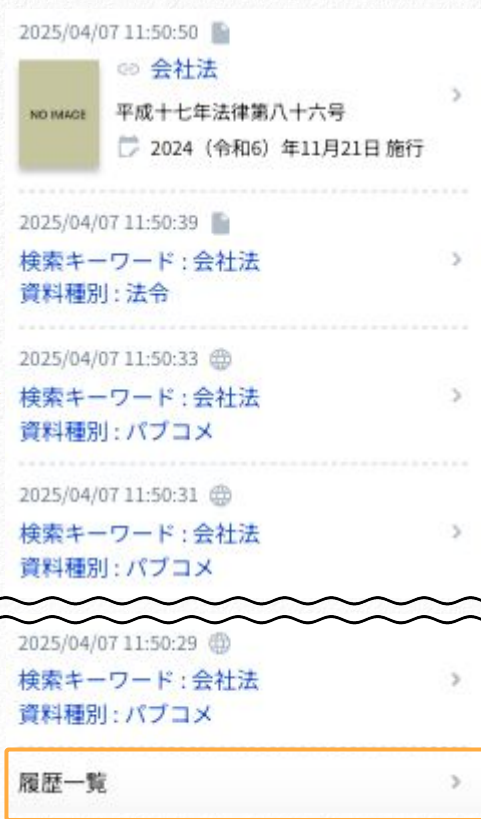 2025/04/07 11:50:50
NO IMAGE
会社法
平成十七年法律第八十六号
2024（令和6）年11月21日 施行
2025/04/07 11:50:39
検索キーワード : 会社法
資料種別 : 法令
2025/04/07 11:50:33
検索キーワード : 会社法
資料種別 : パブコメ
2025/04/07 11:50:31
検索キーワード : 会社法
資料種別 : パブコメ
2025/04/07 11:50:29
検索キーワード : 会社法
資料種別 : パブコメ
履歴一覧